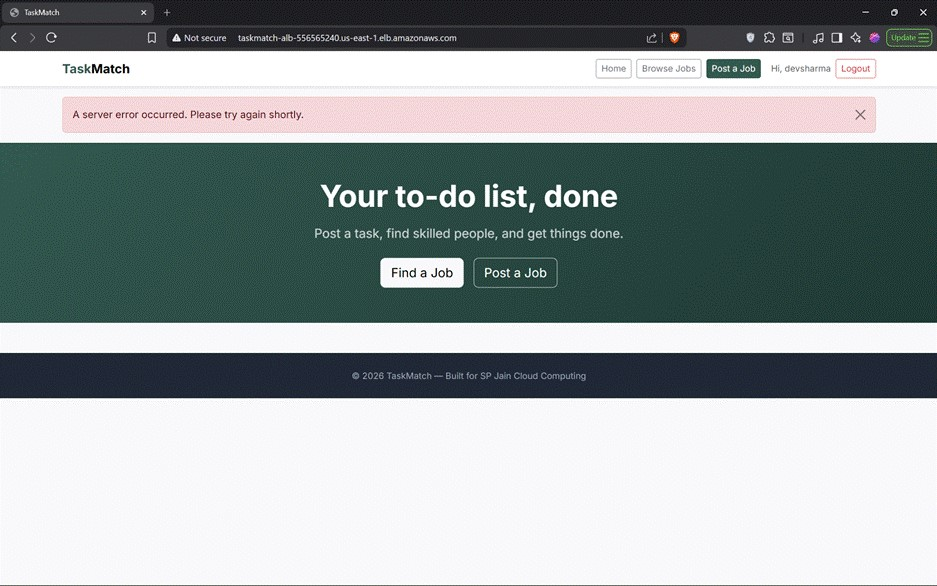 TaskMatch
Not secure taskmatch-alb-556565240.us-east-1.elb.amazonaws.com
Update
TaskMatch
Home
Browse Jobs
Post a Job
Hi, devsharma
Logout
A server error occurred. Please try again shortly.
Your to-do list, done
Post a task, find skilled people, and get things done.
Find a Job
Post a Job
© 2026 TaskMatch — Built for SP Jain Cloud Computing